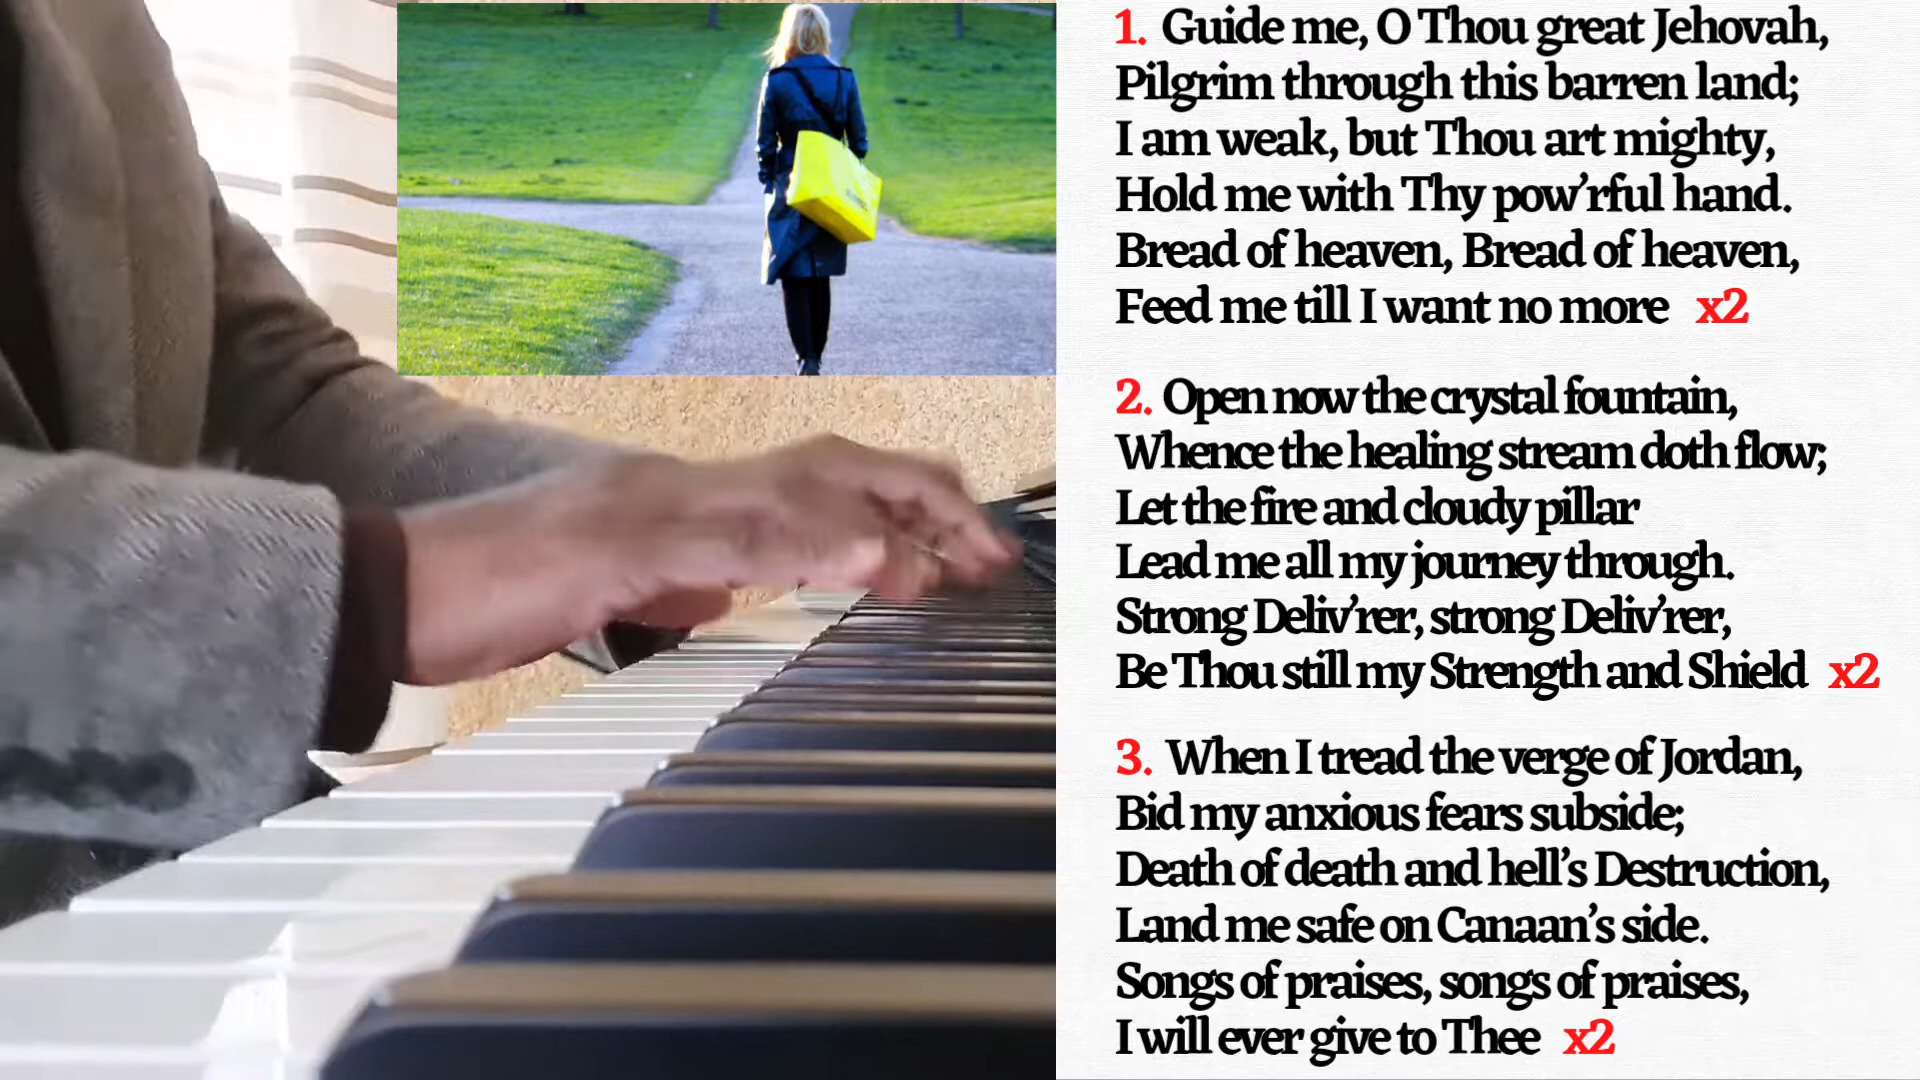 1. Guide me, O Thou great Jehovah,
Pilgrim through this barren land;
I am weak, but Thou art mighty,
Hold me with Thy pow’rful hand.
Bread of heaven, Bread of heaven,
Feed me till I want no more x2
2. Open now the crystal fountain,
Whence the healing stream doth flow;
Let the fire and cloudy pillar
Lead me all my journey through.
Strong Deliv’rer, strong Deliv’rer,
Be Thou still my Strength and Shield x2
3. When I tread the verge of Jordan,
Bid my anxious fears subside;
Death of death and hell’s Destruction,
Land me safe on Canaan’s side.
Songs of praises, songs of praises,
I will ever give to Thee x2